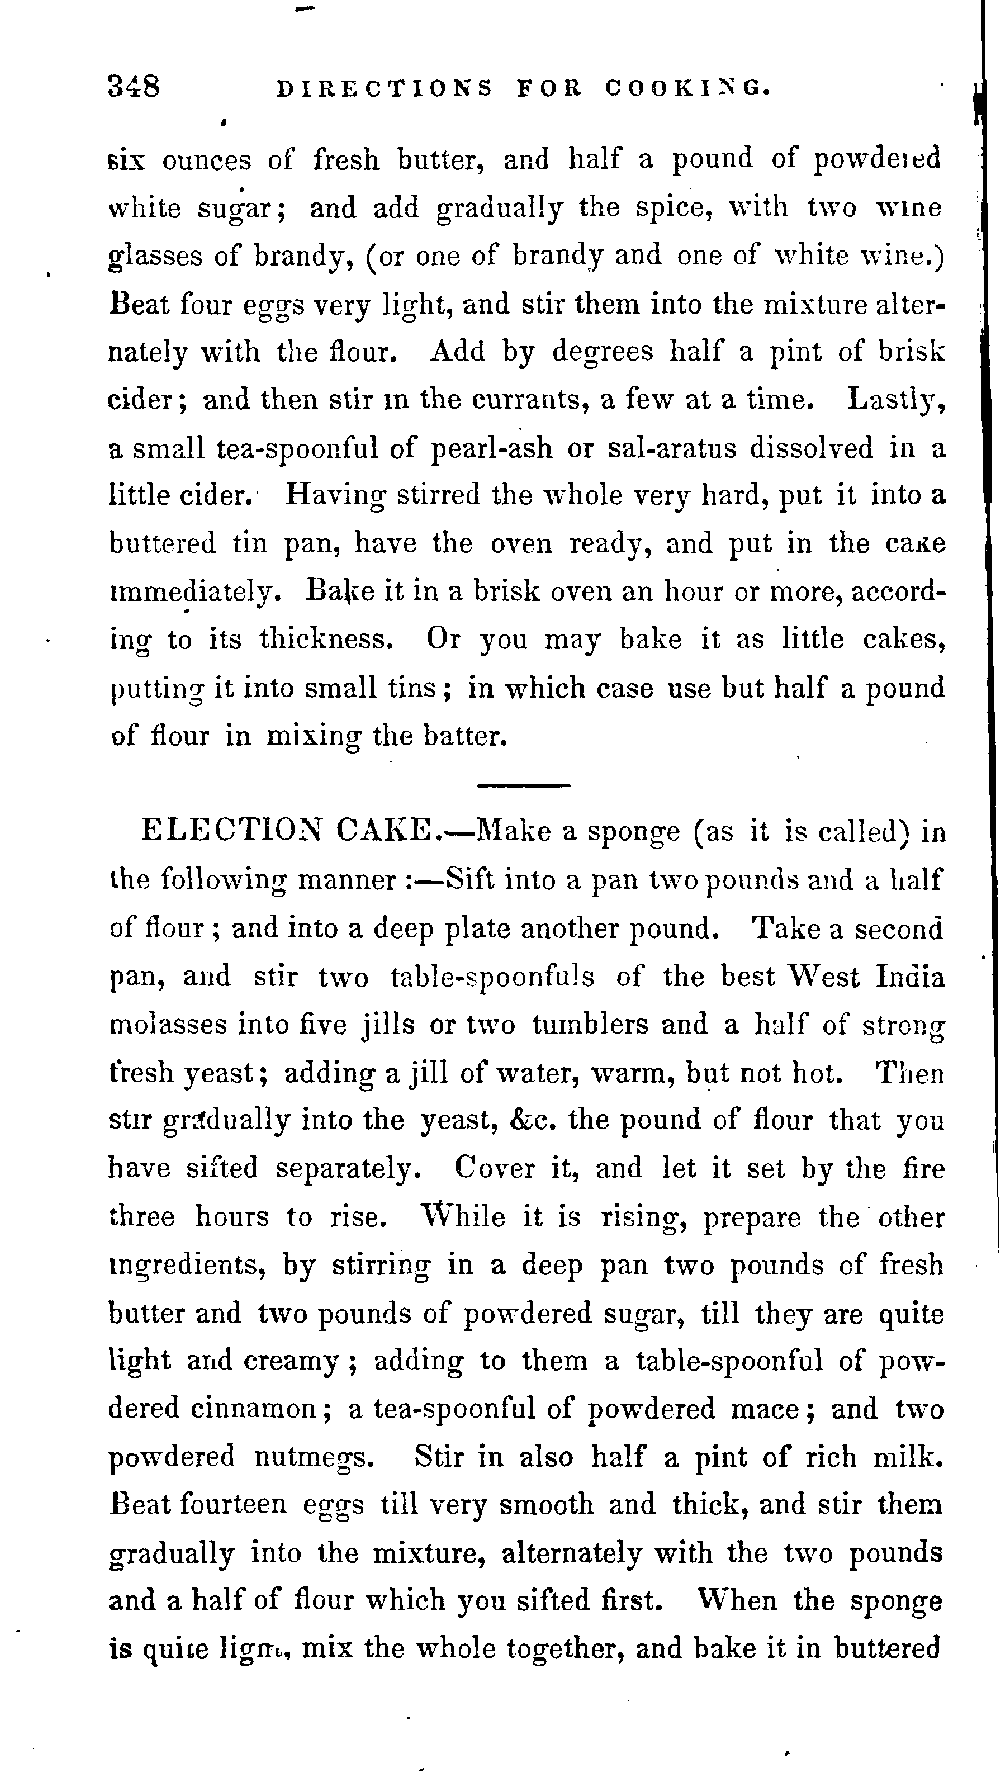 348 DIRECTIONS FOR COOKING.
six ounces of fresh butter, and half a pound of powdered
white sugar; and add gradually the spice, with two wine
glasses of brandy, (or one of brandy and one of white wine.)
Beat four eggs very light, and stir them into the mixture alter-
nately with the flour. Add by degrees half a pint of brisk
cider; and then stir in the currants, a few at a time. Lastly,
a small tea-spoonful of pearl-ash or sal-aratus dissolved in a
little cider. Having stirred the whole very hard, put it into a
buttered tin pan, have the oven ready, and put in the cake
immediately. Bake it in a brisk oven an hour or more, accord-
ing to its thickness. Or you may bake it as little cakes,
putting it into small tins; in which case use but half a pound
of flour in mixing the batter.
ELECTION CAKE.—Make a sponge (as it is called) in
the following manner:—Sift into a pan two pounds and a half
of flour; and into a deep plate another pound. Take a second
pan, and stir two table-spoonfuls of the best West India
molasses into five jills or two tumblers and a half of strong
fresh yeast; adding a jill of water, warm, but not hot. Then
stir gradually into the yeast, &c. the pound of flour that you
have sifted separately. Cover it, and let it set by the fire
three hours to rise. While it is rising, prepare the other
ingredients, by stirring in a deep pan two pounds of fresh
butter and two pounds of powdered sugar, till they are quite
light and creamy; adding to them a table-spoonful of pow-
dered cinnamon; a tea-spoonful of powdered mace; and two
powdered nutmegs. Stir in also half a pint of rich milk.
Beat fourteen eggs till very smooth and thick, and stir them
gradually into the mixture, alternately with the two pounds
and a half of flour which you sifted first. When the sponge
is quite light, mix the whole together, and bake it in buttered